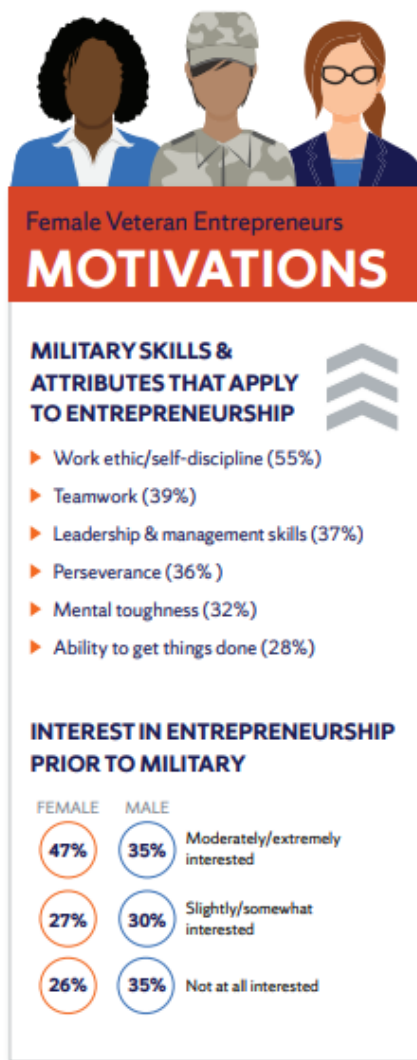 Female Veteran Entrepreneurs
MOTIVATIONS
MILITARY SKILLS &
ATTRIBUTES THAT APPLY
TO ENTREPRENEURSHIP
Work ethic/self-discipline (55%)
Teamwork (39%)
Leadership & management skills (37%)
Perseverance (36% )
Mental toughness (32%)
Ability to get things done (28%)
INTEREST IN ENTREPRENEURSHIP
PRIOR TO MILITARY
FEMALE MALE
47% 35% Moderately/extremely
interested
27% 30% Slightly/somewhat
interested
26% 35% Not at all interested